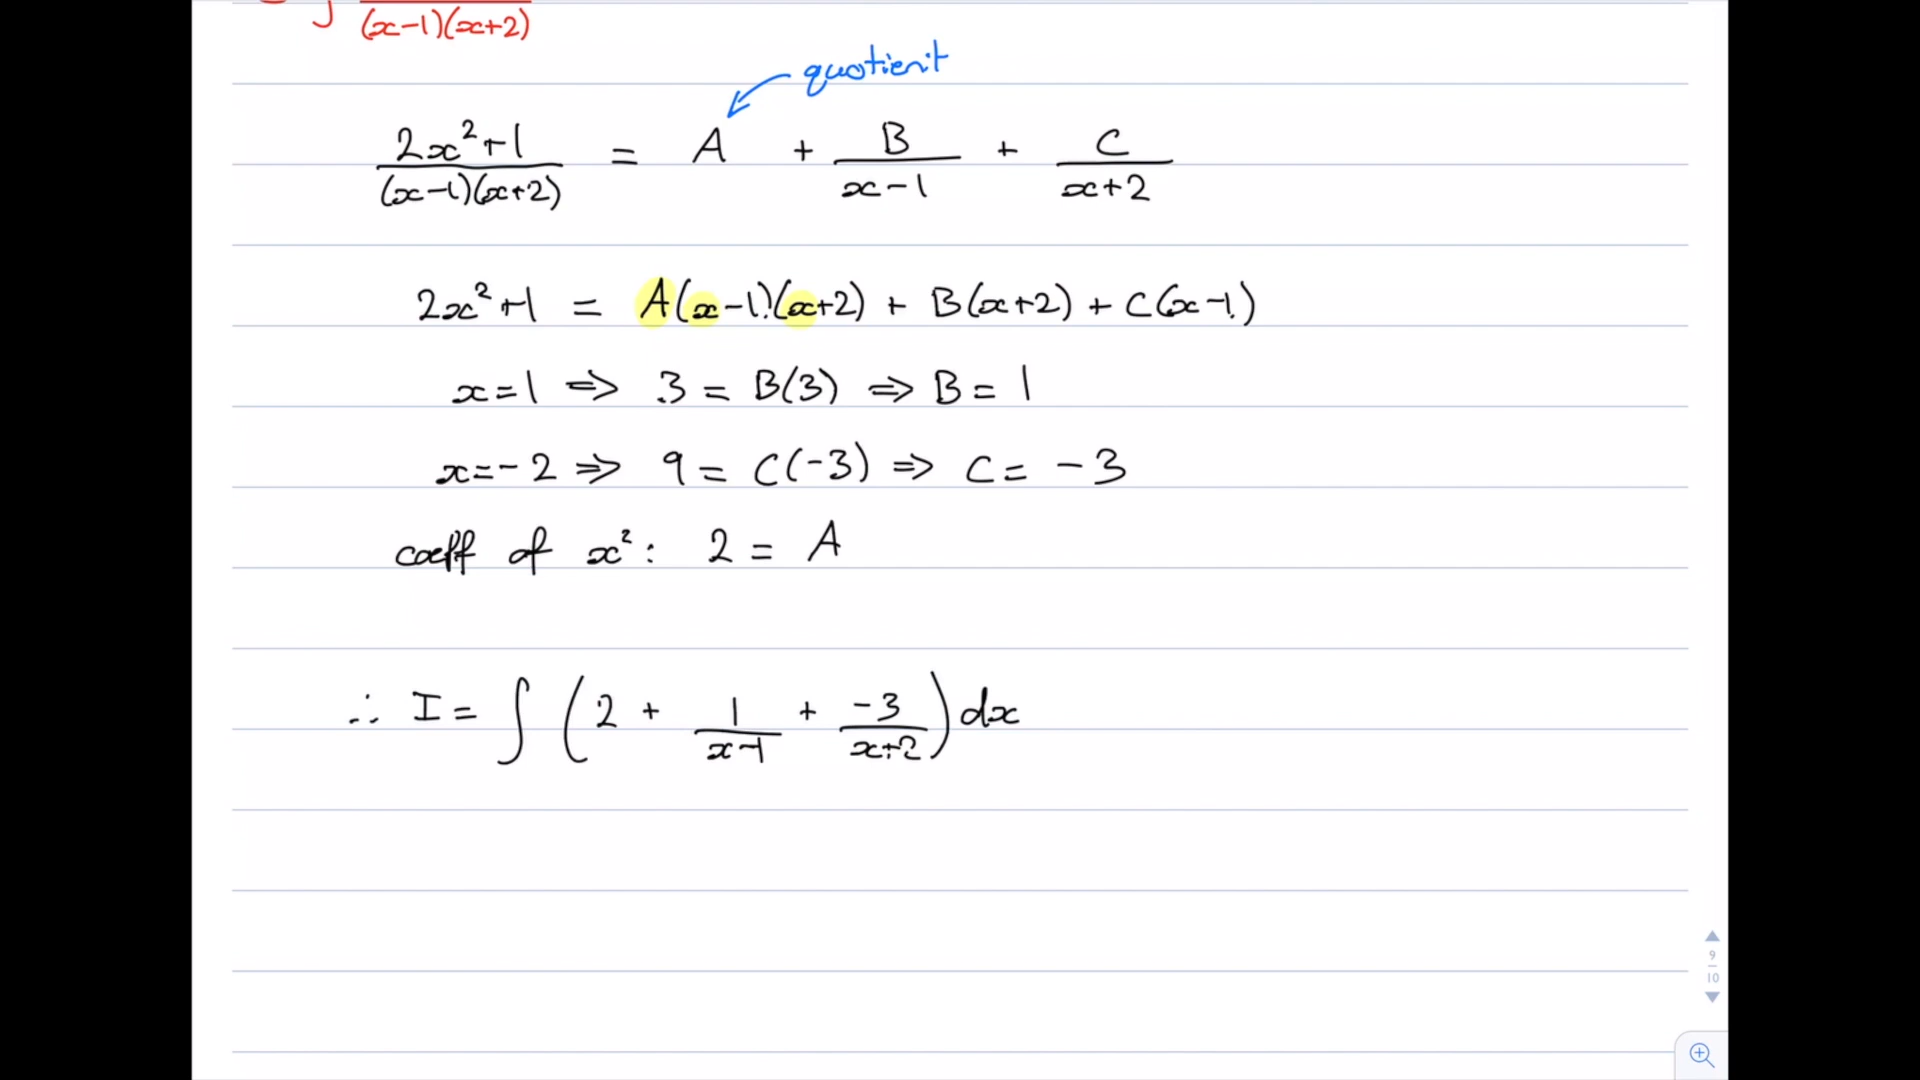 ∫ (x-1)(x+2)
quotient
2x²+1 / (x-1)(x+2) = A + B / x-1 + C / x+2
2x²+1 = A(x-1)(x+2) + B(x+2) + C(x-1)
x=1 ⇒ 3 = B(3) ⇒ B = 1
x=-2 ⇒ 9 = C(-3) ⇒ C = -3
coeff of x²: 2 = A
∴ I = ∫ (2 + 1 / x-1 + -3 / x+2) dx
9
10